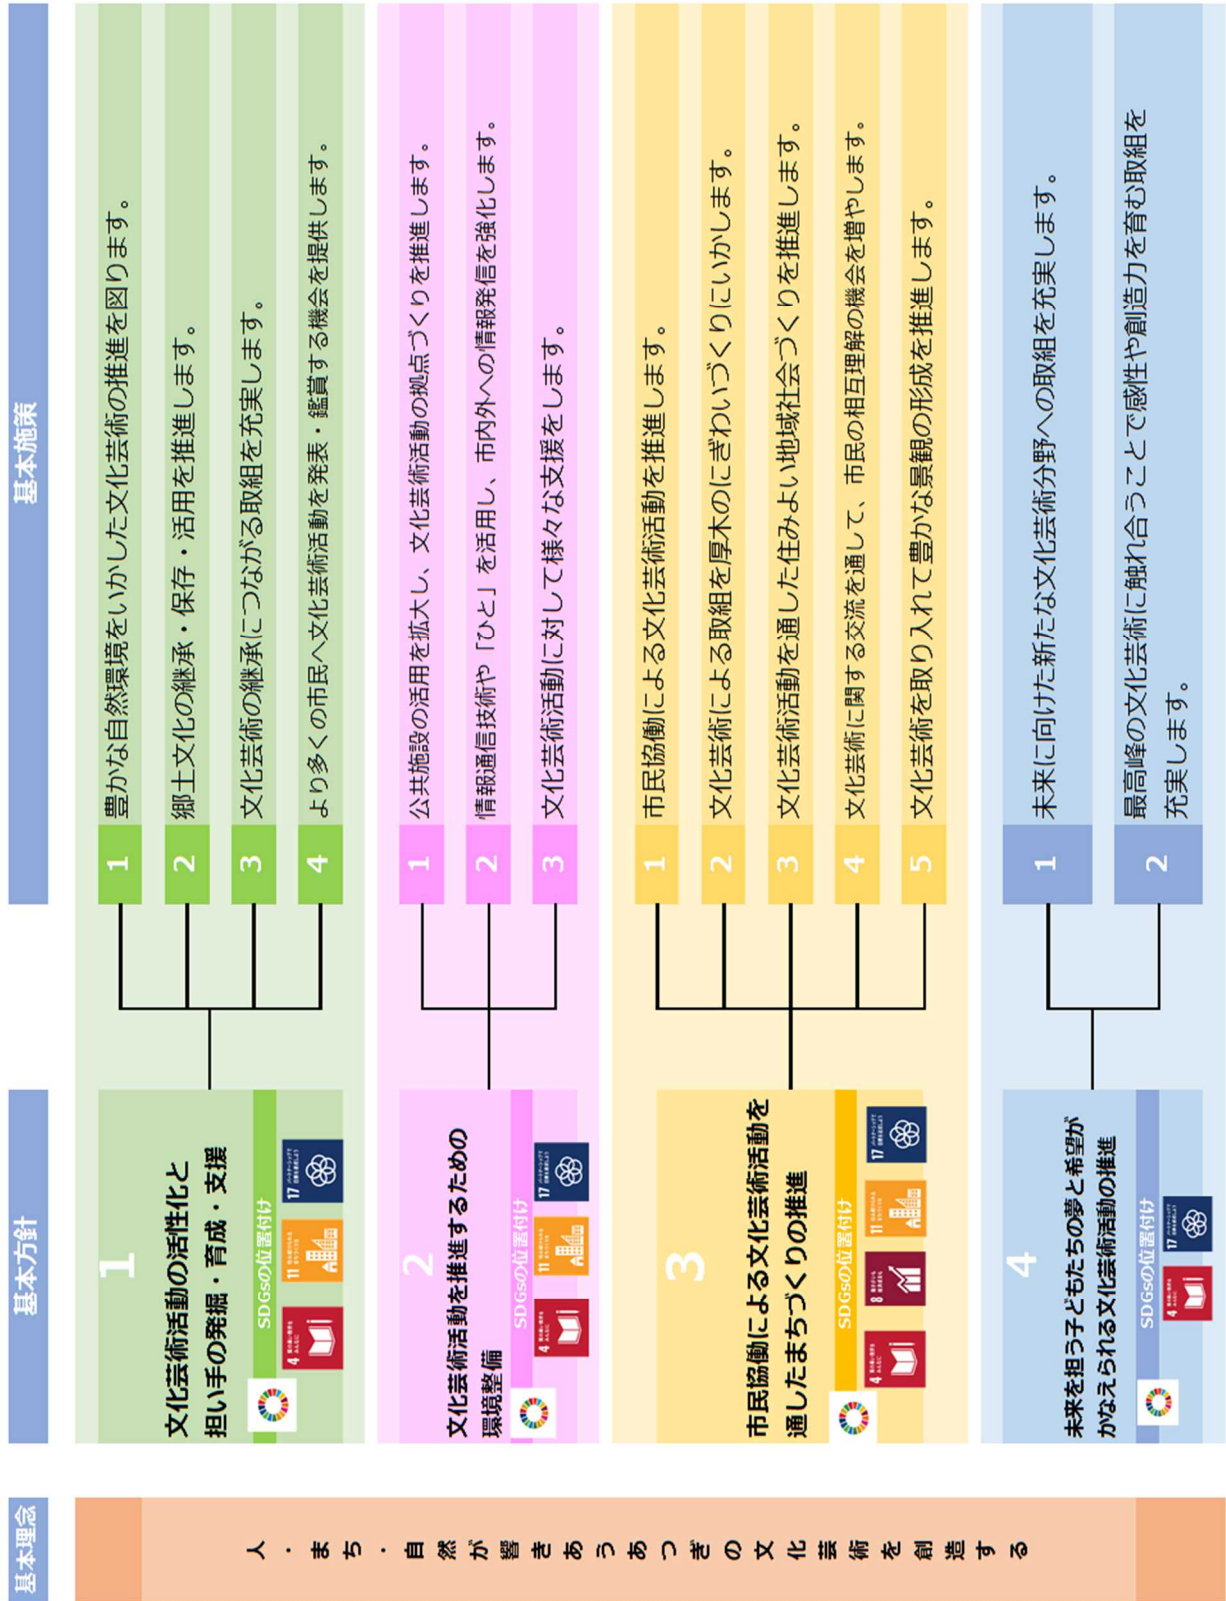 基本理念
基本方針
基本施策
人・まち・自然が響きあうあつぎの文化芸術を創造する
1
文化芸術活動の活性化と
担い手の発掘・育成・支援
SDGsの位置付け
4
11
17
1 豊かな自然環境をいかした文化芸術の推進を図ります。
2 郷土文化の継承・保存・活用を推進します。
3 文化芸術の継承につながる取組を充実します。
4 より多くの市民へ文化芸術活動を発表・鑑賞する機会を提供します。
2
文化芸術活動を推進するための
環境整備
SDGsの位置付け
4
11
17
1 公共施設の活用を拡大し、文化芸術活動の拠点づくりを推進します。
2 情報通信技術や「ひと」を活用し、市内外への情報発信を強化します。
3 文化芸術活動に対して様々な支援をします。
3
市民協働による文化芸術活動を
通したまちづくりの推進
SDGsの位置付け
4
8
11
17
1 市民協働による文化芸術活動を推進します。
2 文化芸術による取組を厚木のにぎわいづくりにいかします。
3 文化芸術活動を通した住みよい地域社会づくりを推進します。
4 文化芸術に関する交流を通して、市民の相互理解の機会を増やします。
5 文化芸術を取り入れて豊かな景観の形成を推進します。
4
未来を担う子どもたちの夢と希望が
かなえられる文化芸術活動の推進
SDGsの位置付け
4
17
1 未来に向けた新たな文化芸術分野への取組を充実します。
2 最高峰の文化芸術に触れ合うことで感性や創造力を育む取組を
充実します。